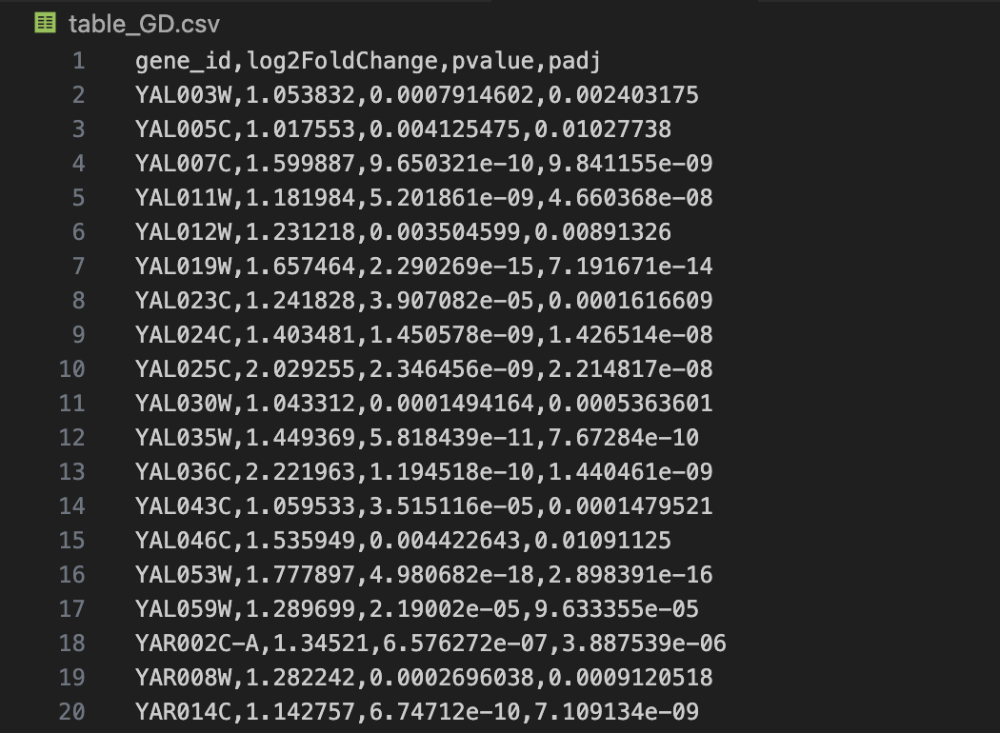 table_GD.csv
1 gene_id,log2FoldChange,pvalue,padj
2 YAL003W,1.053832,0.0007914602,0.002403175
3 YAL005C,1.017553,0.004125475,0.01027738
4 YAL007C,1.599887,9.650321e-10,9.841155e-09
5 YAL011W,1.181984,5.201861e-09,4.660368e-08
6 YAL012W,1.231218,0.003504599,0.00891326
7 YAL019W,1.657464,2.290269e-15,7.191671e-14
8 YAL023C,1.241828,3.907082e-05,0.0001616609
9 YAL024C,1.403481,1.450578e-09,1.426514e-08
10 YAL025C,2.029255,2.346456e-09,2.214817e-08
11 YAL030W,1.043312,0.0001494164,0.0005363601
12 YAL035W,1.449369,5.818439e-11,7.67284e-10
13 YAL036C,2.221963,1.194518e-10,1.440461e-09
14 YAL043C,1.059533,3.515116e-05,0.0001479521
15 YAL046C,1.535949,0.004422643,0.01091125
16 YAL053W,1.777897,4.980682e-18,2.898391e-16
17 YAL059W,1.289699,2.19002e-05,9.633355e-05
18 YAR002C-A,1.34521,6.576272e-07,3.887539e-06
19 YAR008W,1.282242,0.0002696038,0.0009120518
20 YAR014C,1.142757,6.74712e-10,7.109134e-09